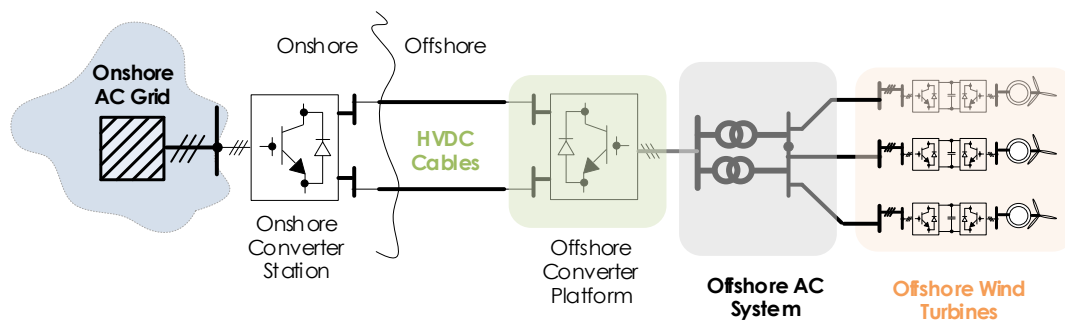 Onshore
Offshore
Onshore
AC Grid
HVDC
Cables
Onshore
Converter
Station
Offshore
Converter
Platform
Offshore AC
System
Offshore Wind
Turbines